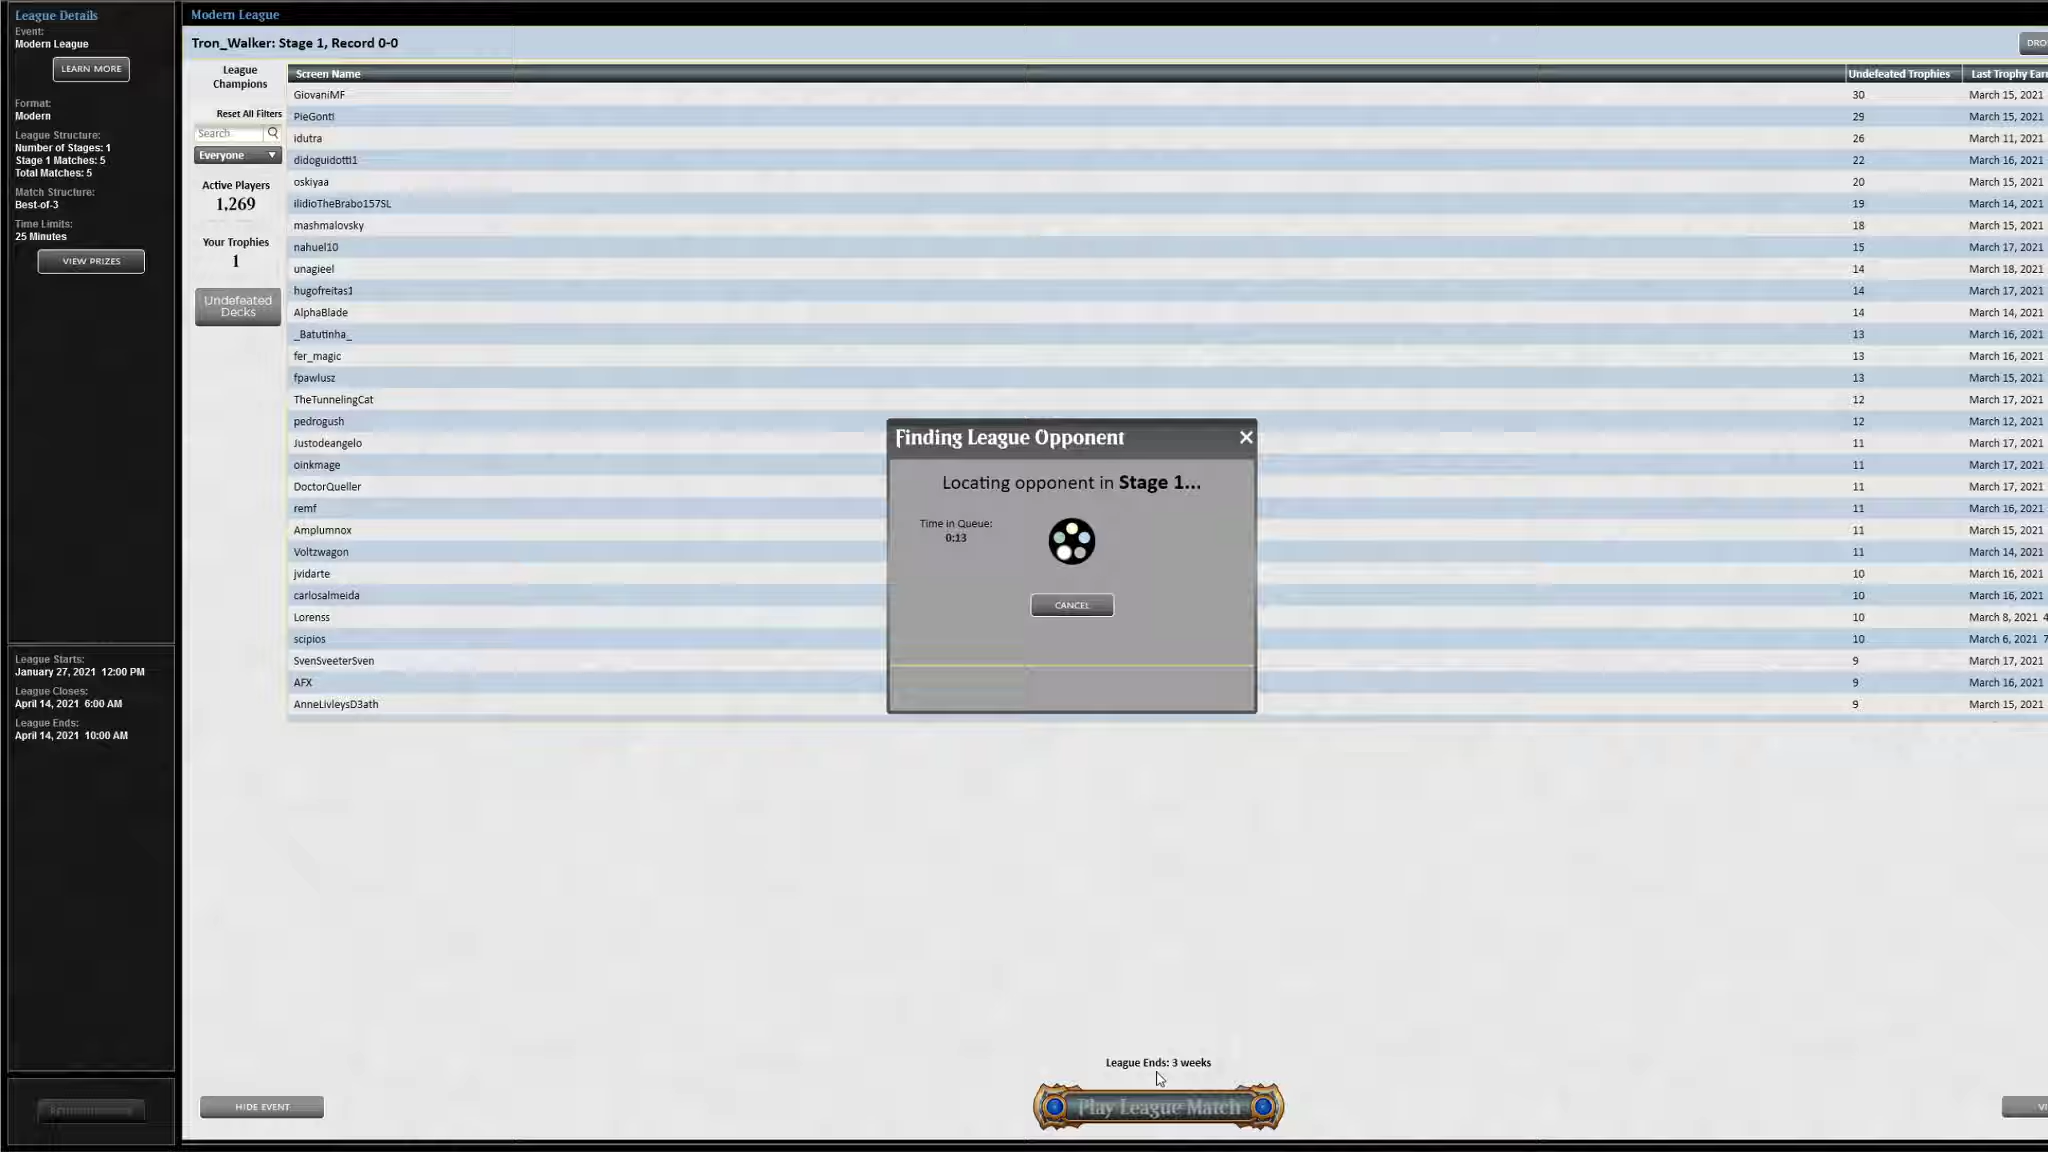 League Details
Event:
Modern League
LEARN MORE
Format:
Modern
League Structure:
Number of Stages: 1
Stage 1 Matches: 5
Total Matches: 5
Match Structure:
Best-of-3
Time Limits:
25 Minutes
VIEW PRIZES
League Starts:
January 27, 2021 12:00 PM
League Closes:
April 14, 2021 6:00 AM
League Ends:
April 14, 2021 10:00 AM
Modern League
Tron_Walker: Stage 1, Record 0-0
DRO
League
Champions
Reset All Filters
Search
Everyone
Active Players
1,269
Your Trophies
1
Undefeated
Decks
Screen Name Undefeated Trophies Last Trophy Ear
GiovaniMF 30 March 15, 2021
PieGonti 29 March 15, 2021
idutra 26 March 11, 2021
didoguidotti1 22 March 16, 2021
oskiyaa 20 March 15, 2021
ilidioTheBrabo157SL 19 March 14, 2021
mashmalovsky 18 March 15, 2021
nahuel10 15 March 17, 2021
unagieel 14 March 18, 2021
hugofreitas1 14 March 17, 2021
AlphaBlade 14 March 14, 2021
_Batutinha_ 13 March 16, 2021
fer_magic 13 March 16, 2021
fpawlusz 13 March 15, 2021
TheTunnelingCat 12 March 17, 2021
pedrogush 12 March 12, 2021
Justodeangelo 11 March 17, 2021
oinkmage 11 March 17, 2021
DoctorQueller 11 March 17, 2021
remf 11 March 16, 2021
Amplumnox 11 March 15, 2021
Voltzwagon 11 March 14, 2021
jvidarte 10 March 16, 2021
carlosalmeida 10 March 16, 2021
Lorenss 10 March 8, 2021 4
scipios 10 March 6, 2021 7
SvenSveeterSven 9 March 17, 2021
AFX 9 March 16, 2021
AnneLivleysD3ath 9 March 15, 2021
Finding League Opponent
Locating opponent in Stage 1...
Time in Queue:
0:13
CANCEL
League Ends: 3 weeks
HIDE EVENT
Play League Match
VI